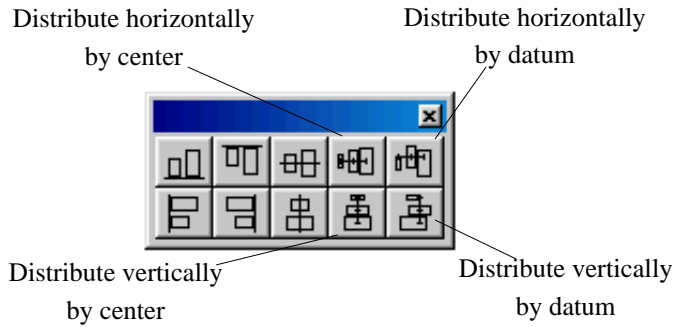 Distribute horizontally
by center
Distribute horizontally
by datum
Distribute vertically
by center
Distribute vertically
by datum